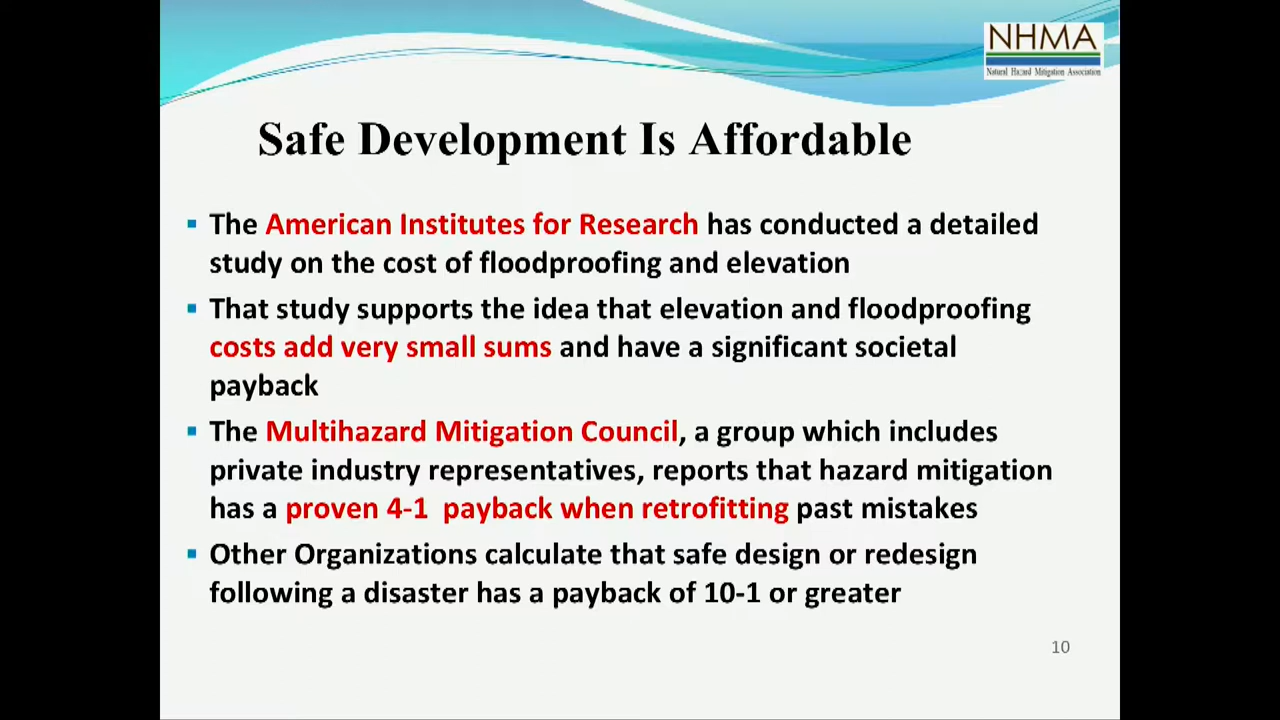 NHMA
Natural Hazard Mitigation Association
Safe Development Is Affordable
▪ The American Institutes for Research has conducted a detailed
study on the cost of floodproofing and elevation
▪ That study supports the idea that elevation and floodproofing
costs add very small sums and have a significant societal
payback
▪ The Multihazard Mitigation Council, a group which includes
private industry representatives, reports that hazard mitigation
has a proven 4-1  payback when retrofitting past mistakes
▪ Other Organizations calculate that safe design or redesign
following a disaster has a payback of 10-1 or greater
10